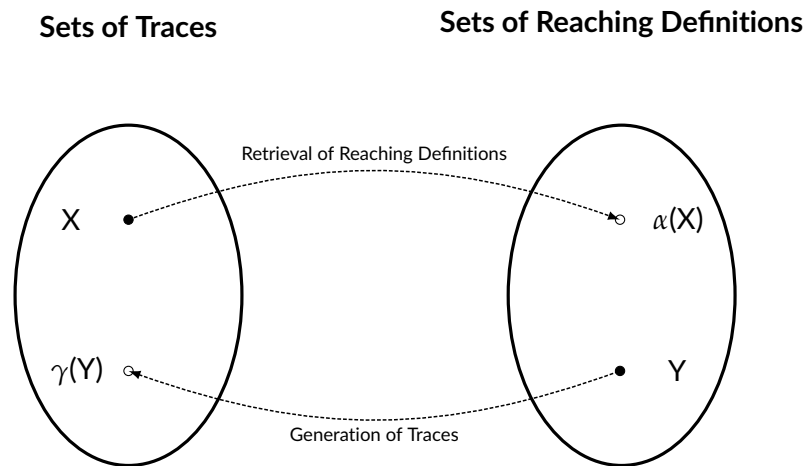 Sets of Traces
Sets of Reaching Definitions
Retrieval of Reaching Definitions
X
α(X)
γ(Y)
Y
Generation of Traces